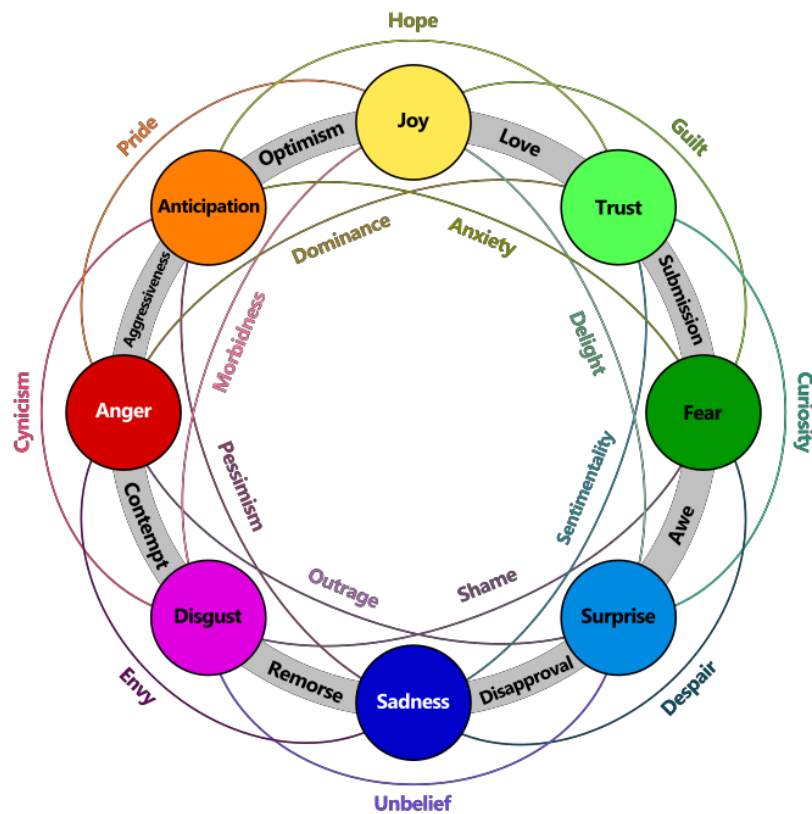 Hope
Joy
Pride
Optimism
Love
Guilt
Anticipation
Trust
Dominance
Anxiety
Aggressiveness
Submission
Morbidness
Delight
Cynicism
Anger
Fear
Curiosity
Pessimism
Sentimentality
Contempt
Awe
Outrage
Shame
Disgust
Surprise
Envy
Remorse
Sadness
Disapproval
Despair
Unbelief